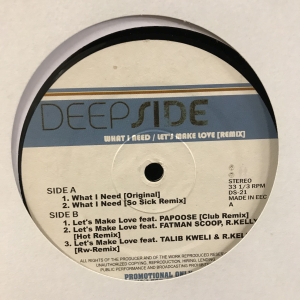 DEEPSIDE
WHAT I NEED / LET'S MAKE LOVE [REMIX]
SIDE A
1. What I Need [Original]
2. What I Need [So Sick Remix]
SIDE B
1. Let's Make Love feat. PAPOOSE [Club Remix]
2. Let's Make Love feat. FATMAN SCOOP, R.KELLY
[Hot Remix]
3. Let's Make Love feat. TALIB KWELI & R.KELLY
[Rw-Remix]
STEREO
33 1/3 RPM
DS-21
MADE IN EEC
A
ALL RIGHTS OF THE PRODUCER AND OF THE WORK REPRODUCED RESERVED
UNAUTHORIZED COPYING, REPRODUCTION, HIRING, LENDING,
PUBLIC PERFORMANCE AND BROADCASTING PROHIBITED
PROMOTIONAL ONLY